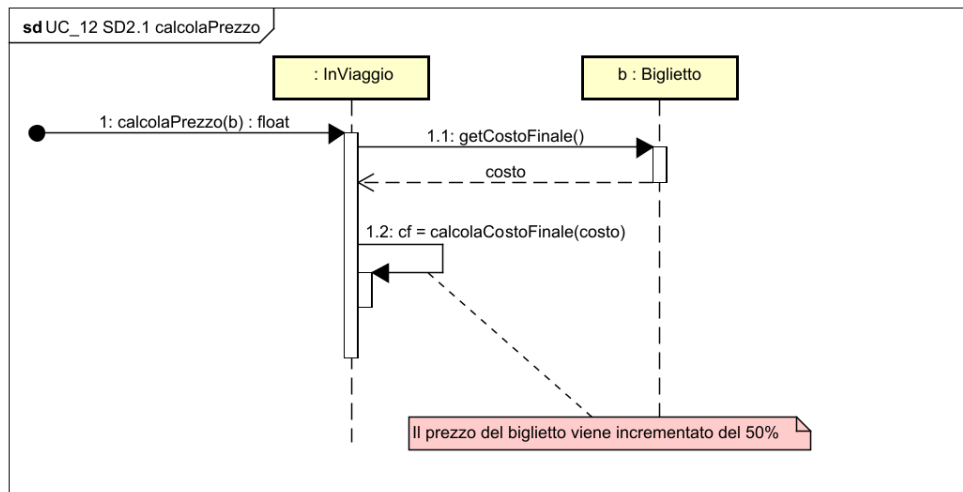 sd UC_12 SD2.1 calcolaPrezzo
: InViaggio
b : Biglietto
1: calcolaPrezzo(b) : float
1.1: getCostoFinale()
costo
1.2: cf = calcolaCostoFinale(costo)
Il prezzo del biglietto viene incrementato del 50%